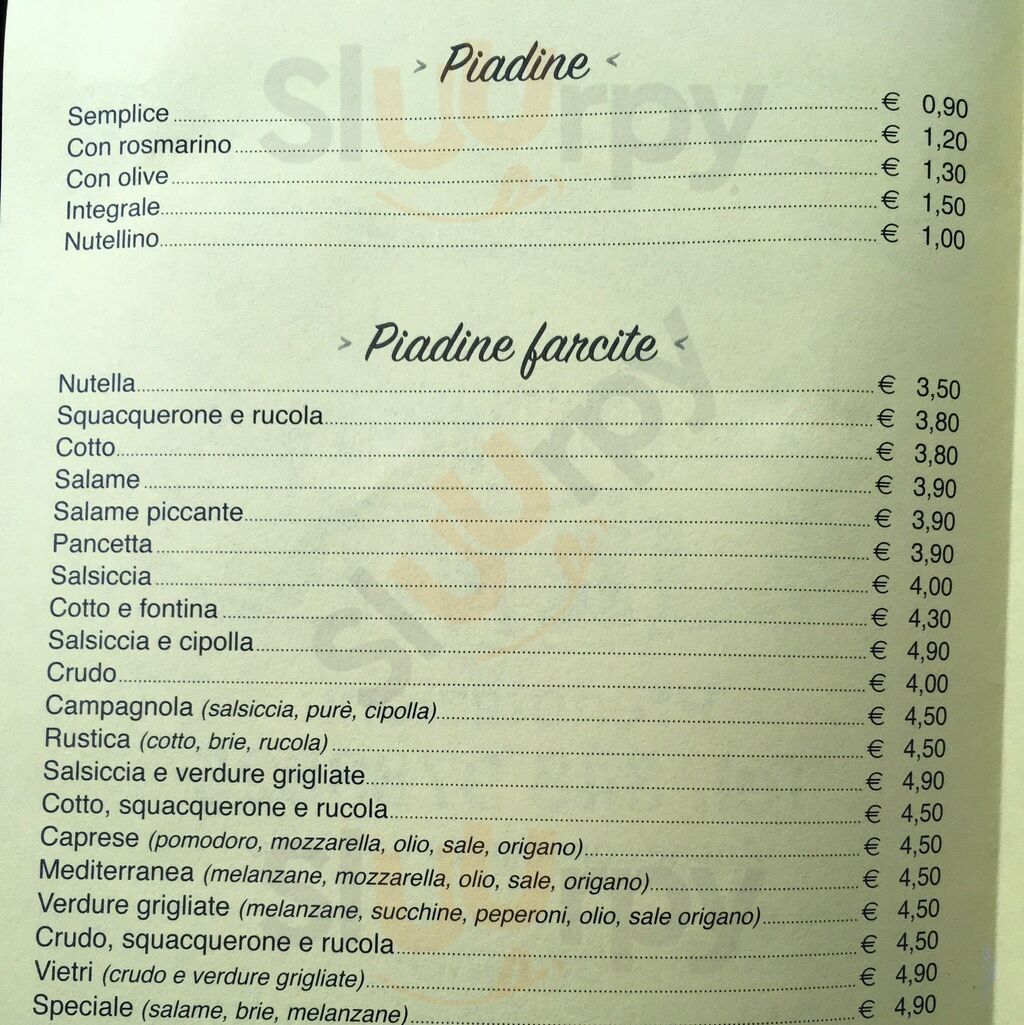 > Piadine <
Semplice € 0,90
Con rosmarino € 1,20
Con olive € 1,30
Integrale € 1,50
Nutellino € 1,00
> Piadine farcite <
Nutella € 3,50
Squacquerone e rucola € 3,80
Cotto € 3,80
Salame € 3,90
Salame piccante € 3,90
Pancetta € 3,90
Salsiccia € 4,00
Cotto e fontina € 4,30
Salsiccia e cipolla € 4,90
Crudo € 4,00
Campagnola (salsiccia, purè, cipolla) € 4,50
Rustica (cotto, brie, rucola) € 4,50
Salsiccia e verdure grigliate € 4,90
Cotto, squacquerone e rucola € 4,50
Caprese (pomodoro, mozzarella, olio, sale, origano) € 4,50
Mediterranea (melanzane, mozzarella, olio, sale, origano) € 4,50
Verdure grigliate (melanzane, succhine, peperoni, olio, sale origano) € 4,50
Crudo, squacquerone e rucola € 4,50
Vietri (crudo e verdure grigliate) € 4,90
Speciale (salame, brie, melanzane) € 4,90
Sluurpy
Sluurpy
Sluurpy